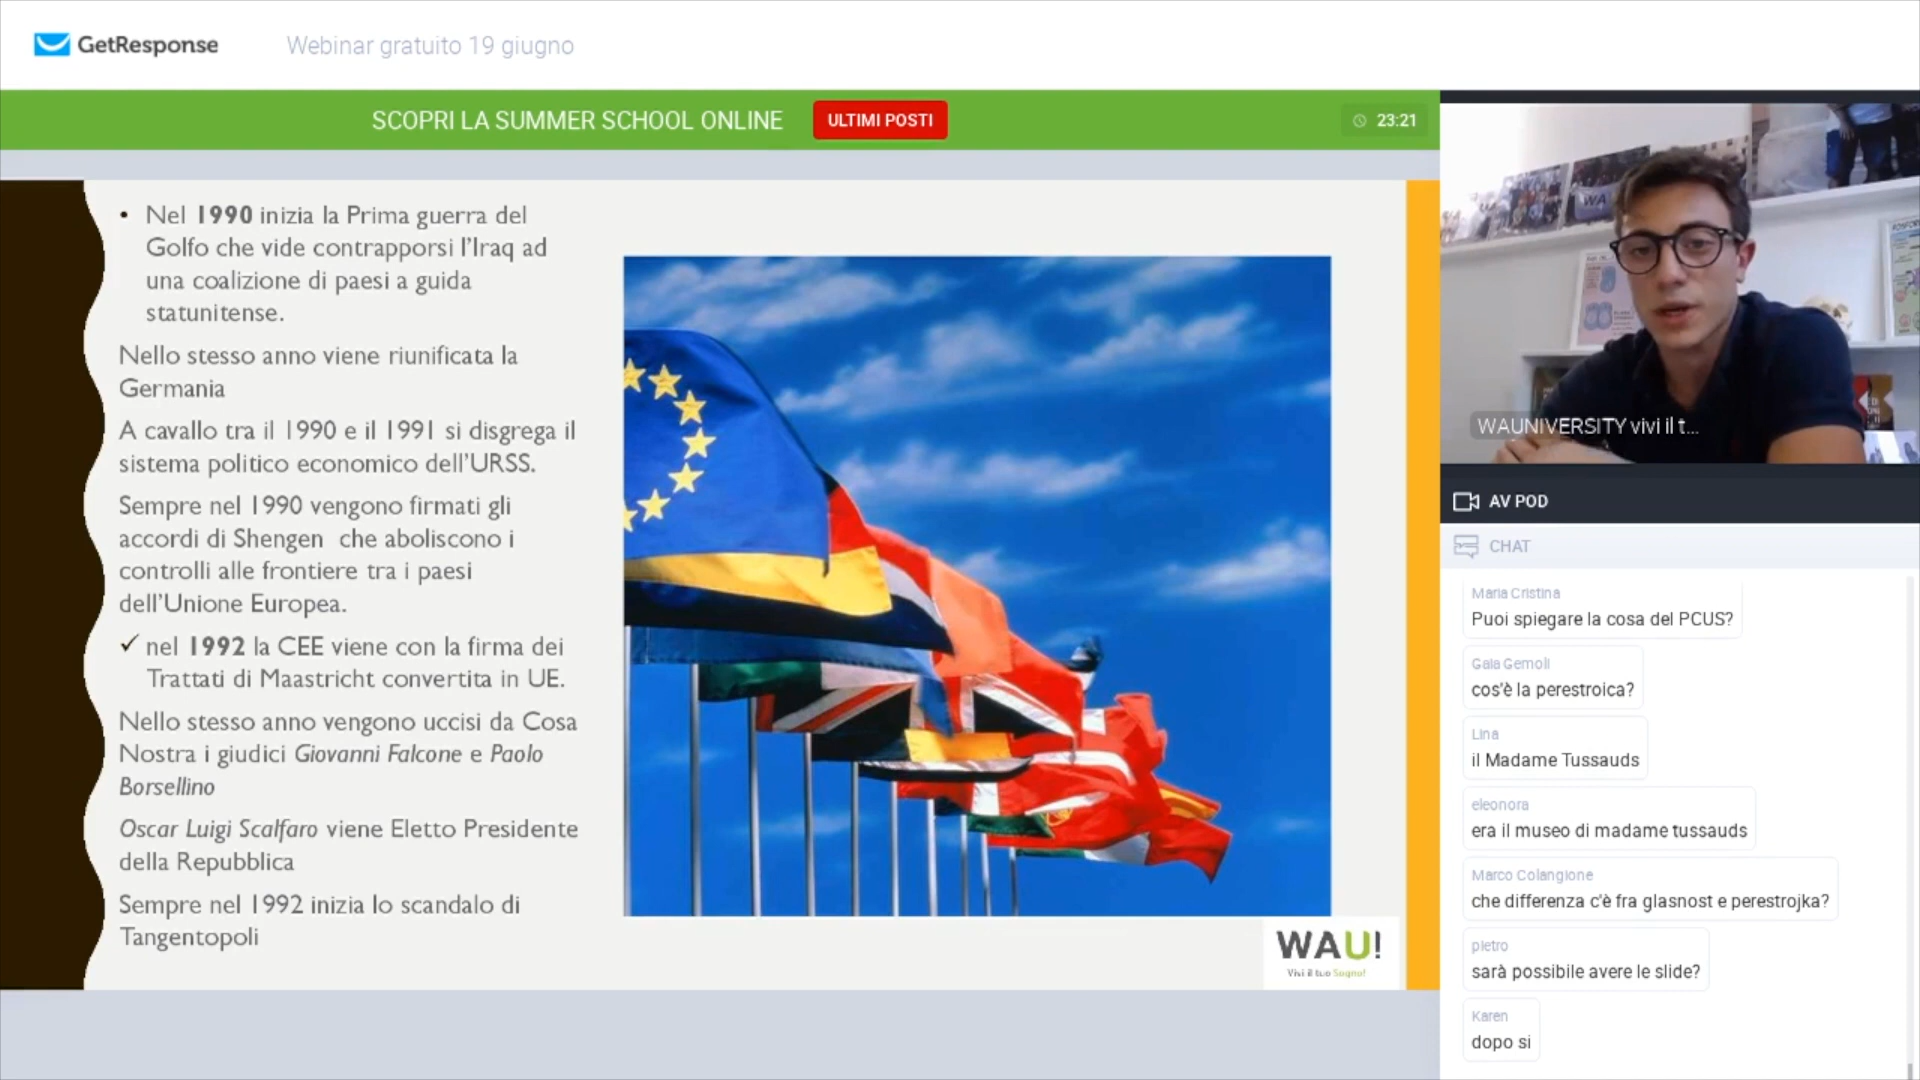 GetResponse
Webinar gratuito 19 giugno
SCOPRI LA SUMMER SCHOOL ONLINE
ULTIMI POSTI
23:21
• Nel 1990 inizia la Prima guerra del
Golfo che vide contrapporsi l'Iraq ad
una coalizione di paesi a guida
statunitense.
Nello stesso anno viene riunificata la
Germania
A cavallo tra il 1990 e il 1991 si disgrega il
sistema politico economico dell'URSS.
Sempre nel 1990 vengono firmati gli
accordi di Shengen che aboliscono i
controlli alle frontiere tra i paesi
dell'Unione Europea.
✓ nel 1992 la CEE viene con la firma dei
Trattati di Maastricht convertita in UE.
Nello stesso anno vengono uccisi da Cosa
Nostra i giudici Giovanni Falcone e Paolo
Borsellino
Oscar Luigi Scalfaro viene Eletto Presidente
della Repubblica
Sempre nel 1992 inizia lo scandalo di
Tangentopoli
WAU!
Vivi il tuo Sogno!
WAUNIVERSITY vivi il t...
AV POD
CHAT
Maria Cristina
Puoi spiegare la cosa del PCUS?
Gaia Gemoli
cos'è la perestroica?
Lina
il Madame Tussauds
eleonora
era il museo di madame tussauds
Marco Colangione
che differenza c'è fra glasnost e perestrojka?
pietro
sarà possibile avere le slide?
Karen
dopo si